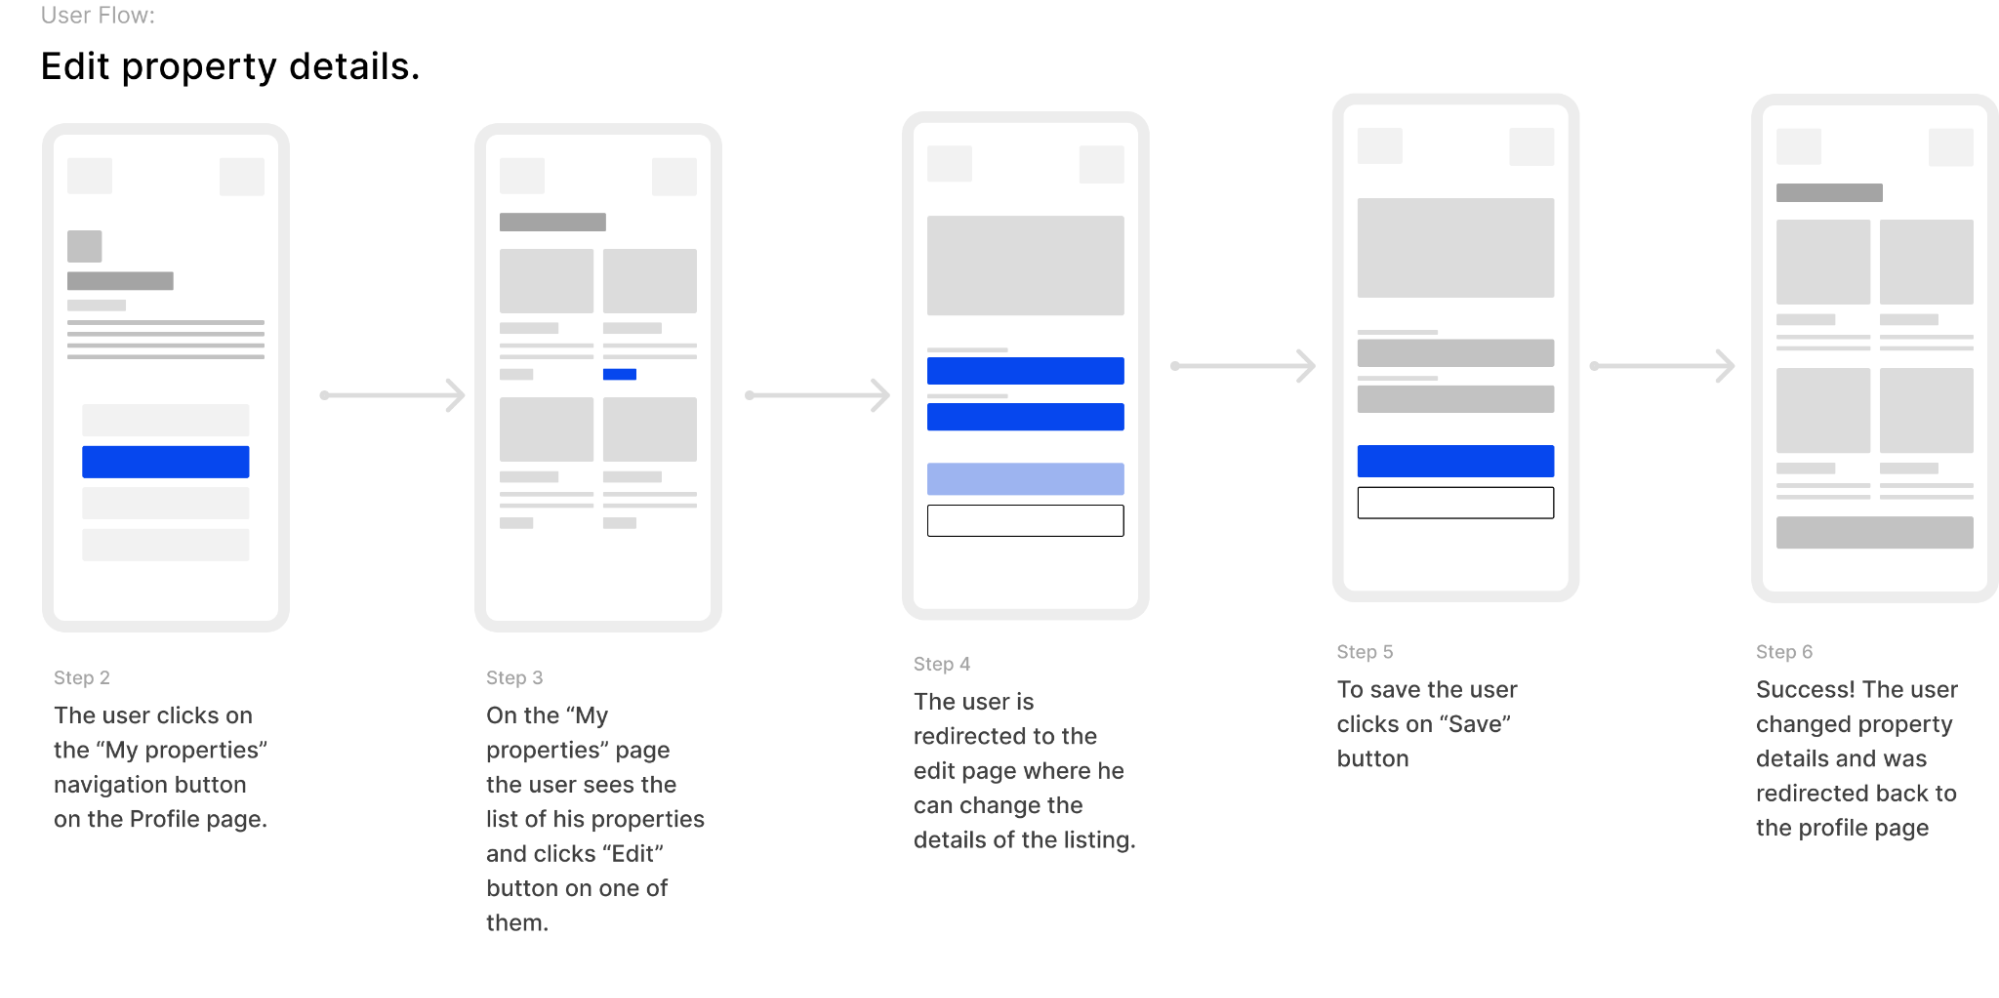 User Flow:
Edit property details.
Step 2
The user clicks on
the “My properties”
navigation button
on the Profile page.
Step 3
On the “My
properties” page
the user sees the
list of his properties
and clicks “Edit”
button on one of
them.
Step 4
The user is
redirected to the
edit page where he
can change the
details of the listing.
Step 5
To save the user
clicks on “Save”
button
Step 6
Success! The user
changed property
details and was
redirected back to
the profile page